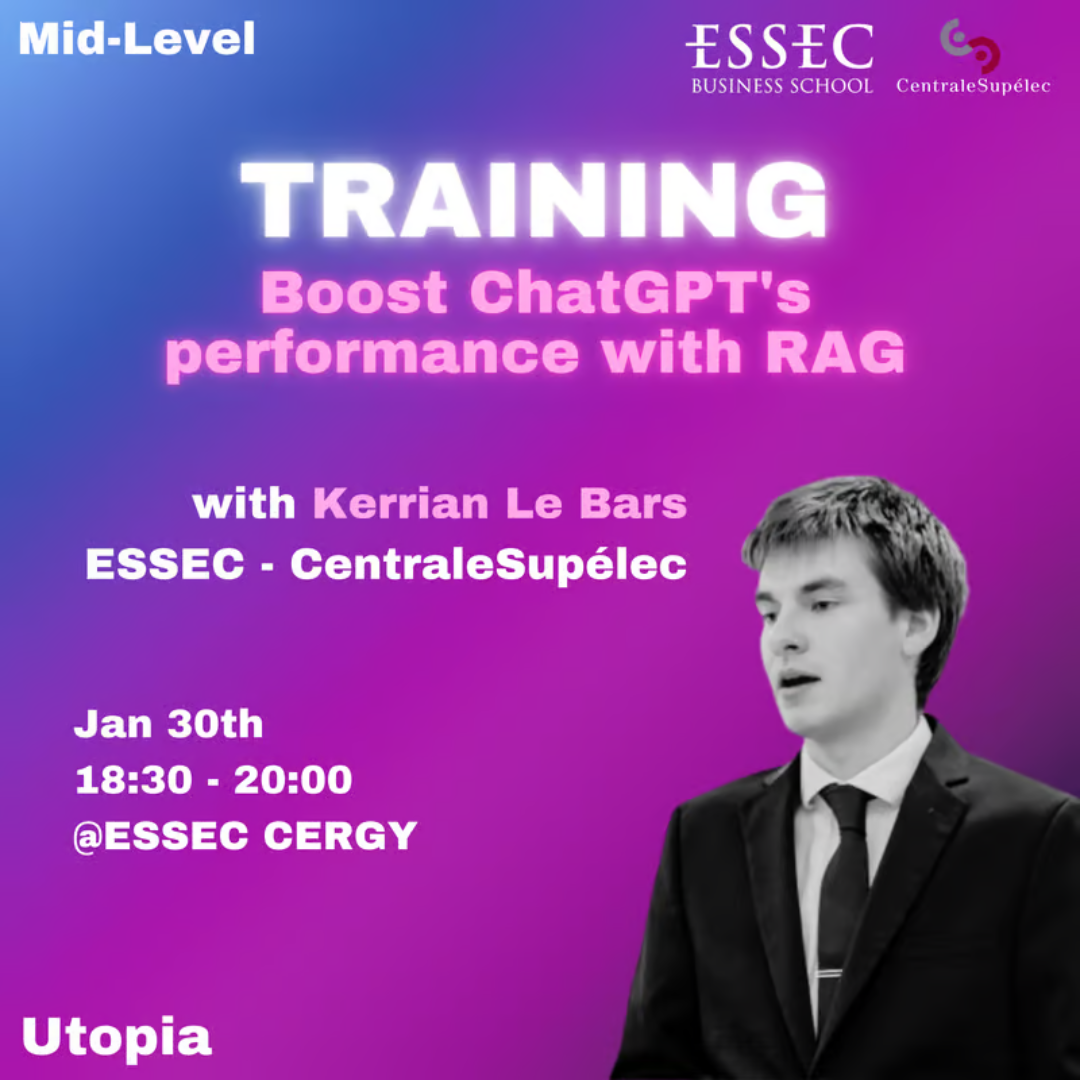 Mid-Level
ESSEC
BUSINESS SCHOOL
CentraleSupélec
TRAINING
Boost ChatGPT's
performance with RAG
with Kerrian Le Bars
ESSEC - CentraleSupélec
Jan 30th
18:30 - 20:00
@ESSEC CERGY
Utopia